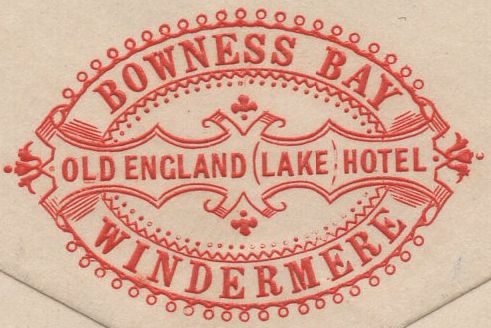 BOWNESS BAY
OLD ENGLAND (LAKE) HOTEL
WINDERMERE